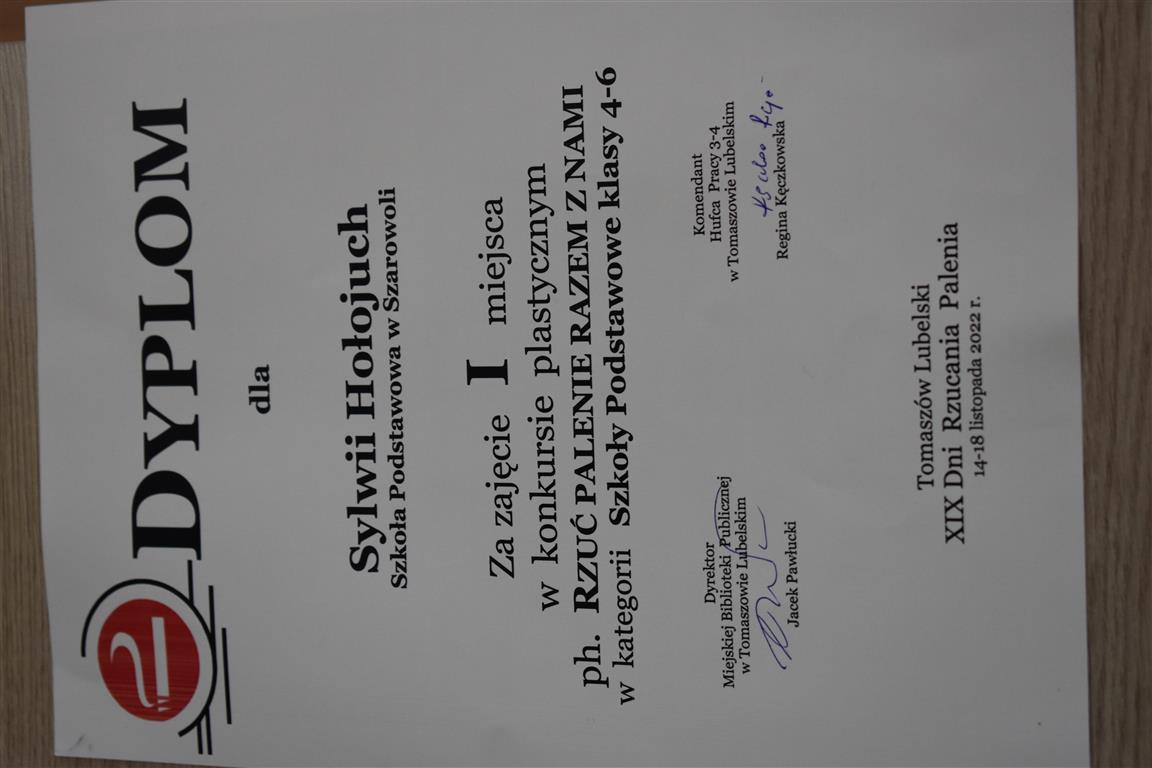 DYPLOM
dla
Sylwii Hołojuch
Szkoła Podstawowa w Szarowoli
Za zajęcie I miejsca
w konkursie plastycznym
ph. RZUĆ PALENIE RAZEM Z NAMI
w kategorii Szkoły Podstawowe klasy 4-6
Dyrektor
Miejskiej Biblioteki Publicznej
w Tomaszowie Lubelskim
Jacek Pawłucki
Komendant
Hufca Pracy 3-4
w Tomaszowie Lubelskim
Regina Kęczkowska
Tomaszów Lubelski
XIX Dni Rzucania Palenia
14-18 listopada 2022 r.